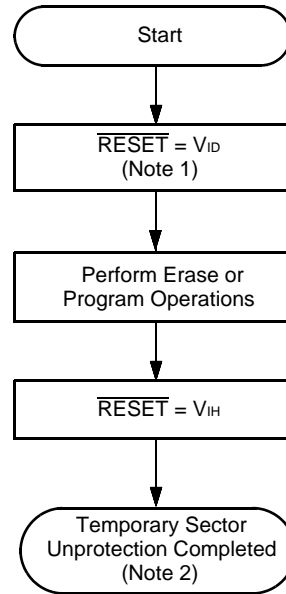 Start
RESET = VID
(Note 1)
Perform Erase or
Program Operations
RESET = VIH
Temporary Sector
Unprotection Completed
(Note 2)